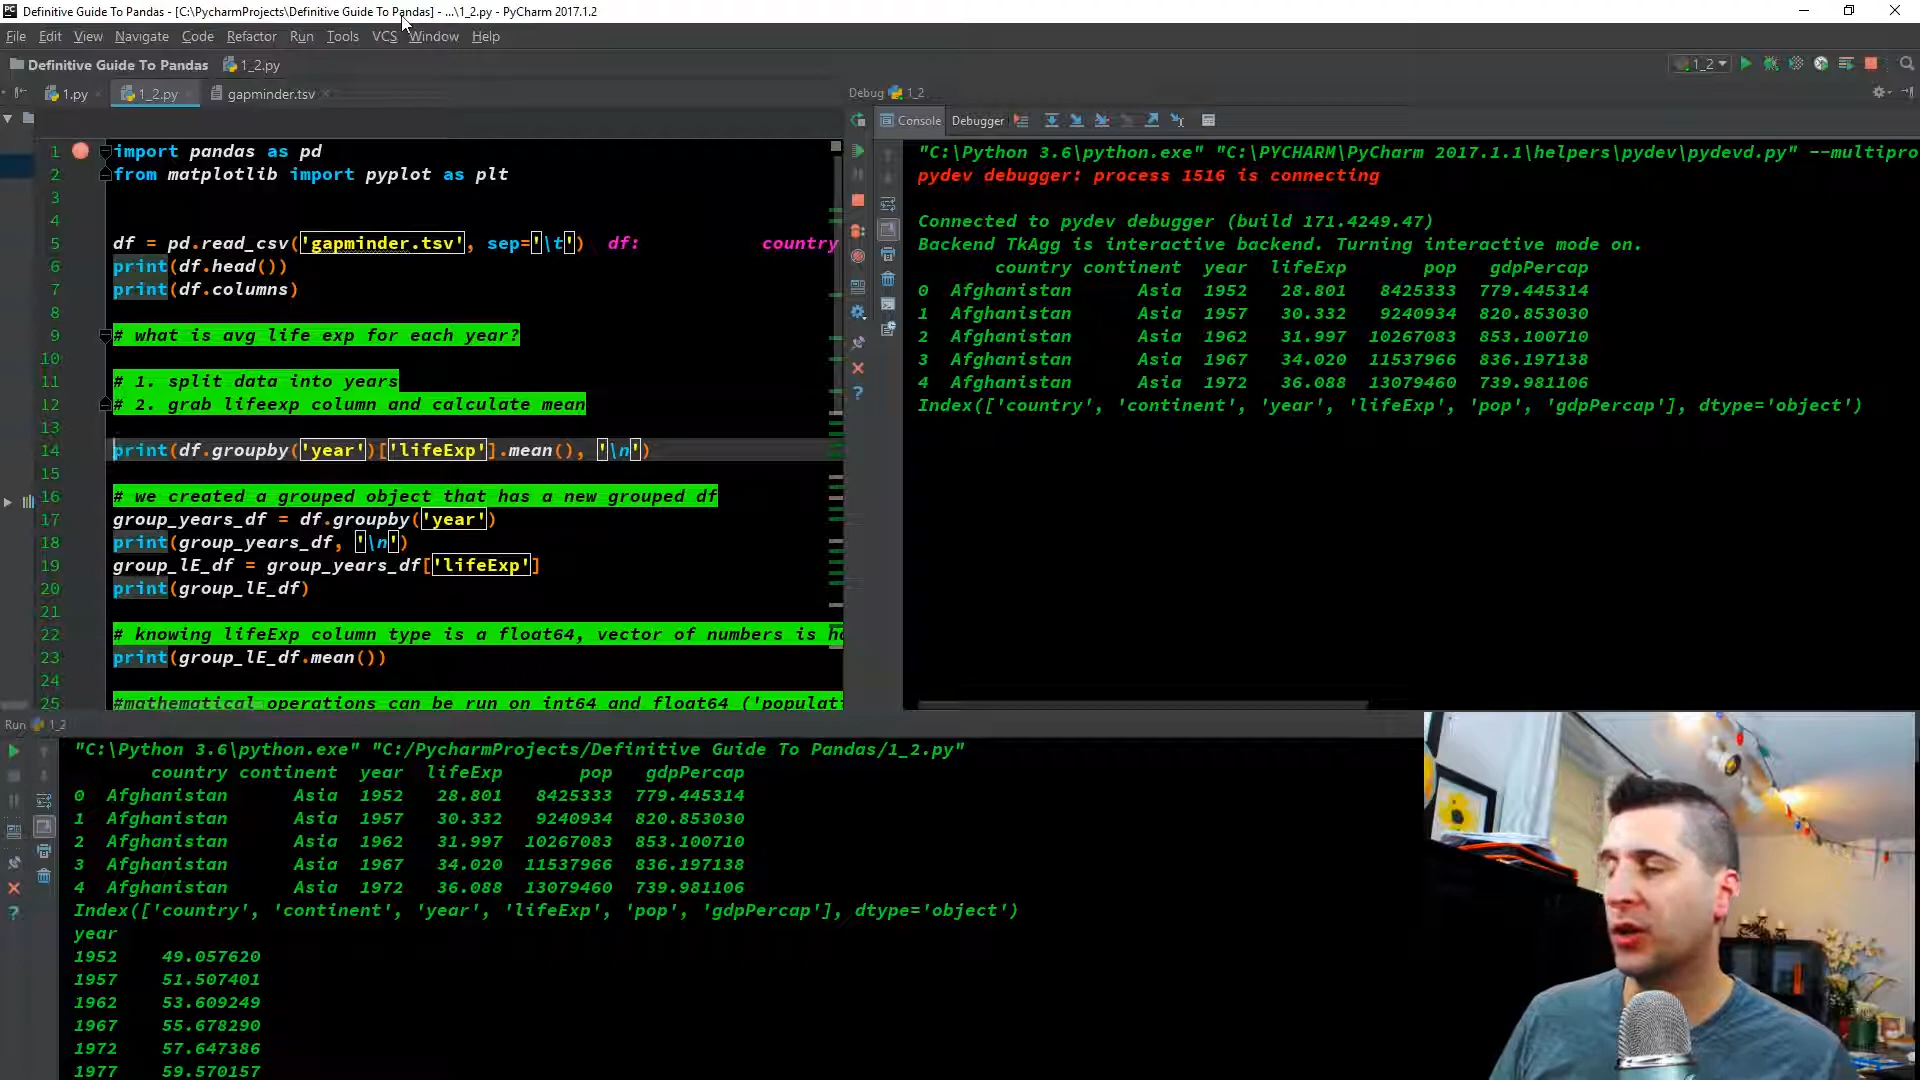 Definitive Guide To Pandas - [C:\PycharmProjects\Definitive Guide To Pandas] - ...\1_2.py - PyCharm 2017.1.2
File Edit View Navigate Code Refactor Run Tools VCS Window Help
Definitive Guide To Pandas 1_2.py
1_2
1.py 1_2.py gapminder.tsv
1 import pandas as pd
2 from matplotlib import pyplot as plt
3
4
5 df = pd.read_csv('gapminder.tsv', sep='\t') df: country
6 print(df.head())
7 print(df.columns)
8
9 # what is avg life exp for each year?
10
11 # 1. split data into years
12 # 2. grab lifeexp column and calculate mean
13
14 print(df.groupby('year')['lifeExp'].mean(), '\n')
15
16 # we created a grouped object that has a new grouped df
17 group_years_df = df.groupby('year')
18 print(group_years_df, '\n')
19 group_lE_df = group_years_df['lifeExp']
20 print(group_lE_df)
21
22 # knowing lifeExp column type is a float64, vector of numbers is h
23 print(group_lE_df.mean())
24
25 #mathematical operations can be run on int64 and float64 ('populat
Debug 1_2
Console Debugger
"C:\Python 3.6\python.exe" "C:\PYCHARM\PyCharm 2017.1.1\helpers\pydev\pydevd.py" --multipro
pydev debugger: process 1516 is connecting
Connected to pydev debugger (build 171.4249.47)
Backend TkAgg is interactive backend. Turning interactive mode on.
country continent year lifeExp pop gdpPercap
0 Afghanistan Asia 1952 28.801 8425333 779.445314
1 Afghanistan Asia 1957 30.332 9240934 820.853030
2 Afghanistan Asia 1962 31.997 10267083 853.100710
3 Afghanistan Asia 1967 34.020 11537966 836.197138
4 Afghanistan Asia 1972 36.088 13079460 739.981106
Index(['country', 'continent', 'year', 'lifeExp', 'pop', 'gdpPercap'], dtype='object')
Run 1_2
"C:\Python 3.6\python.exe" "C:/PycharmProjects/Definitive Guide To Pandas/1_2.py"
country continent year lifeExp pop gdpPercap
0 Afghanistan Asia 1952 28.801 8425333 779.445314
1 Afghanistan Asia 1957 30.332 9240934 820.853030
2 Afghanistan Asia 1962 31.997 10267083 853.100710
3 Afghanistan Asia 1967 34.020 11537966 836.197138
4 Afghanistan Asia 1972 36.088 13079460 739.981106
Index(['country', 'continent', 'year', 'lifeExp', 'pop', 'gdpPercap'], dtype='object')
year
1952 49.057620
1957 51.507401
1962 53.609249
1967 55.678290
1972 57.647386
1977 59.570157